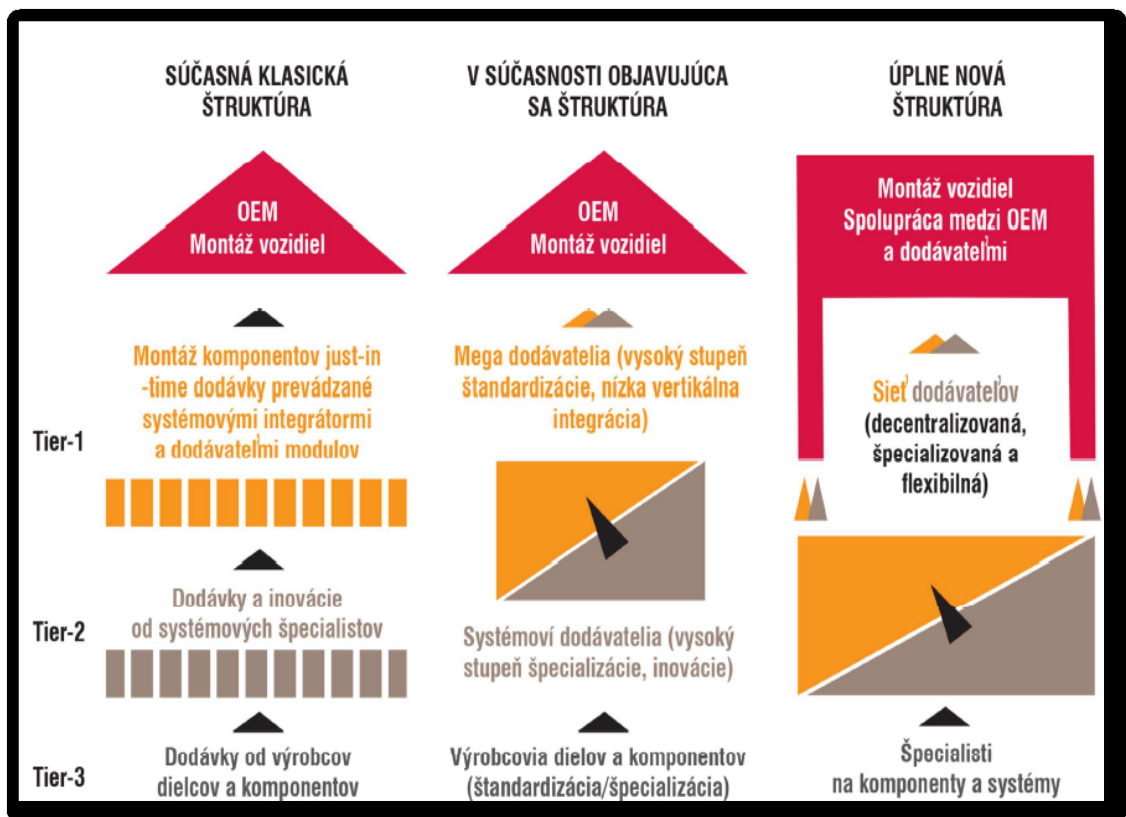 SÚČASNÁ KLASICKÁ
ŠTRUKTÚRA
OEM
Montáž vozidiel
Tier-1
Montáž komponentov just-in
-time dodávky prevádzané
systémovými integrátormi
a dodávateľmi modulov
Tier-2
Dodávky a inovácie
od systémových špecialistov
Tier-3
Dodávky od výrobcov
dielcov a komponentov
V SÚČASNOSTI OBJAVUJÚCA
SA ŠTRUKTÚRA
OEM
Montáž vozidiel
Mega dodávatelia (vysoký stupeň
štandardizácie, nízka vertikálna
integrácia)
Systémoví dodávatelia (vysoký
stupeň špecializácie, inovácie)
Výrobcovia dielov a komponentov
(štandardizácia/špecializácia)
ÚPLNE NOVÁ
ŠTRUKTÚRA
Montáž vozidiel
Spolupráca medzi OEM
a dodávateľmi
Sieť dodávateľov
(decentralizovaná,
špecializovaná a
flexibilná)
Špecialisti
na komponenty a systémy